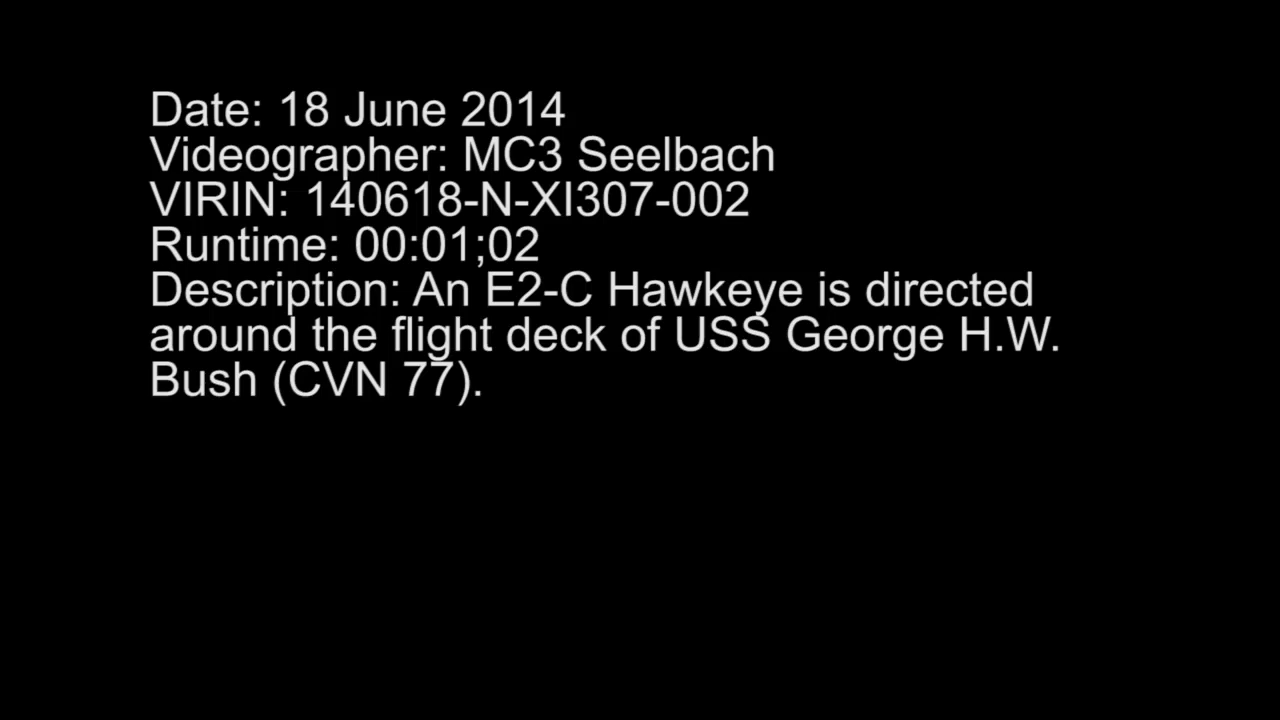 Date: 18 June 2014
Videographer: MC3 Seelbach
VIRIN: 140618-N-XI307-002
Runtime: 00:01;02
Description: An E2-C Hawkeye is directed
around the flight deck of USS George H.W.
Bush (CVN 77).